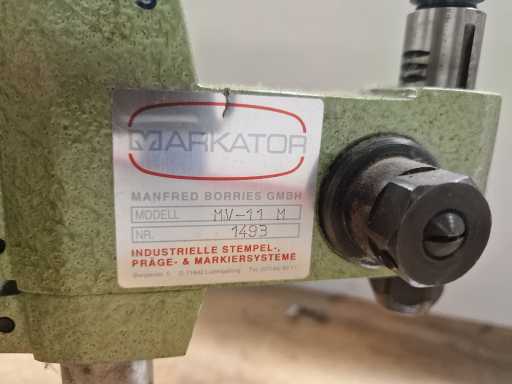 MARKATOR
MANFRED BORRIES GMBH
MODELL MV-11 M
NR. 1493
INDUSTRIELLE STEMPEL-,
PRÄGE- & MARKIERSYSTEME